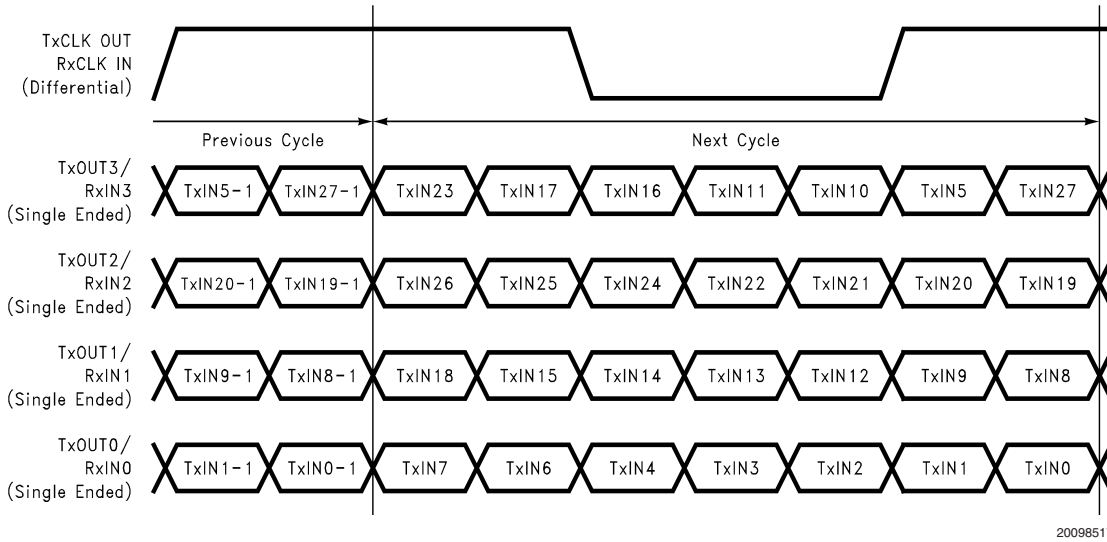 TxCLK OUT
RxCLK IN
(Differential)
Previous Cycle
Next Cycle
TxOUT3/
RxIN3
(Single Ended)
TxIN5-1 TxIN27-1 TxIN23 TxIN17 TxIN16 TxIN11 TxIN10 TxIN5 TxIN27
TxOUT2/
RxIN2
(Single Ended)
TxIN20-1 TxIN19-1 TxIN26 TxIN25 TxIN24 TxIN22 TxIN21 TxIN20 TxIN19
TxOUT1/
RxIN1
(Single Ended)
TxIN9-1 TxIN8-1 TxIN18 TxIN15 TxIN14 TxIN13 TxIN12 TxIN9 TxIN8
TxOUT0/
RxIN0
(Single Ended)
TxIN1-1 TxIN0-1 TxIN7 TxIN6 TxIN4 TxIN3 TxIN2 TxIN1 TxIN0